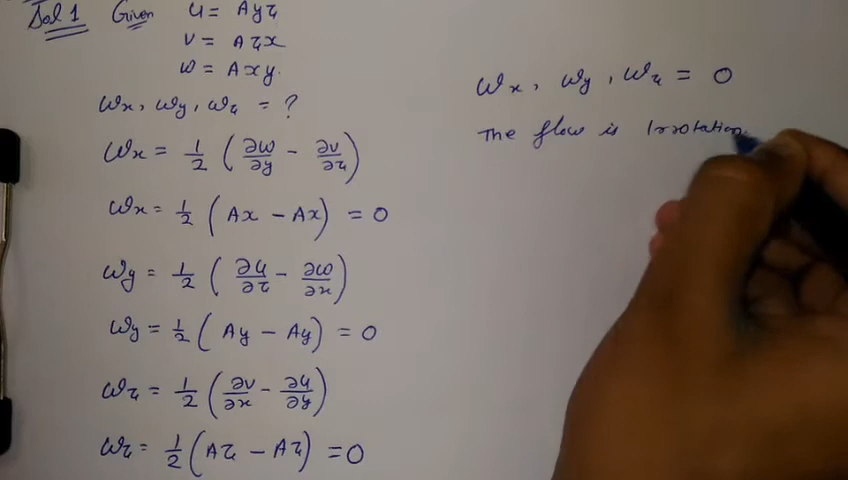 Sol 1 Given u = Ayz
v = Azx
w = Axy.
ωx, ωy, ωz = ?
ωx = 1/2 (∂w/∂y - ∂v/∂z)
ωx = 1/2 (Ax - Ax) = 0
ωy = 1/2 (∂u/∂z - ∂w/∂x)
ωy = 1/2 (Ay - Ay) = 0
ωz = 1/2 (∂v/∂x - ∂u/∂y)
ωz = 1/2 (Az - Az) = 0
ωx, ωy, ωz = 0
The flow is Irrotation